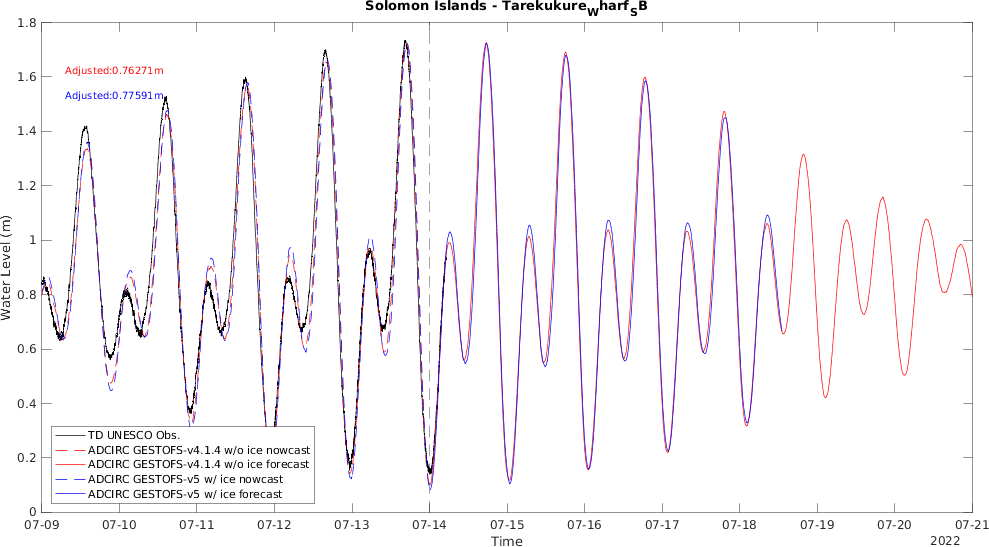 Solomon Islands - TarekukureWharfSB
Adjusted:0.76271m
Adjusted:0.77591m
Water Level (m)
1.8
1.6
1.4
1.2
1
0.8
0.6
0.4
0.2
0
TD UNESCO Obs.
ADCIRC GESTOFS-v4.1.4 w/o ice nowcast
ADCIRC GESTOFS-v4.1.4 w/o ice forecast
ADCIRC GESTOFS-v5 w/ ice nowcast
ADCIRC GESTOFS-v5 w/ ice forecast
07-09 07-10 07-11 07-12 07-13 07-14 07-15 07-16 07-17 07-18 07-19 07-20 07-21
Time
2022